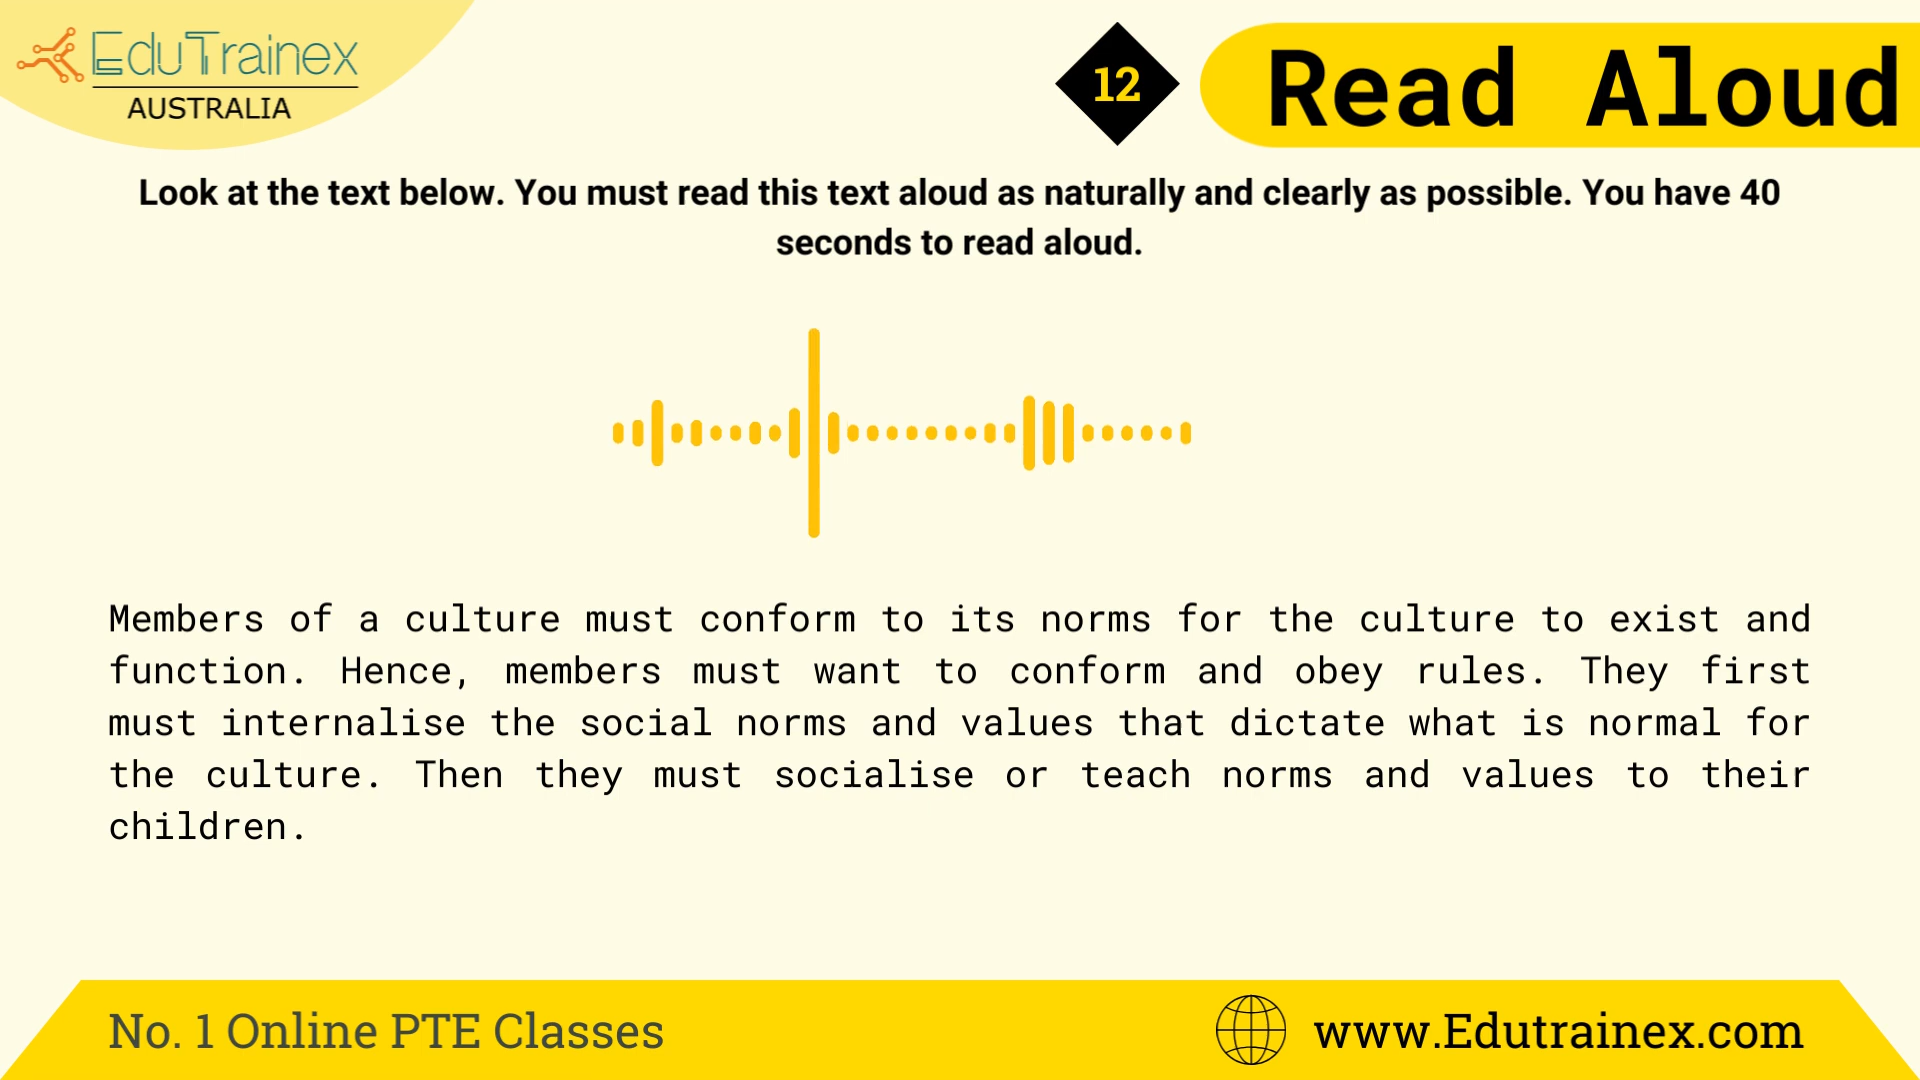 EduTrainex
AUSTRALIA
12
Read Aloud
Look at the text below. You must read this text aloud as naturally and clearly as possible. You have 40
seconds to read aloud.
Members of a culture must conform to its norms for the culture to exist and
function. Hence, members must want to conform and obey rules. They first
must internalise the social norms and values that dictate what is normal for
the culture. Then they must socialise or teach norms and values to their
children.
No. 1 Online PTE Classes
www.Edutrainex.com